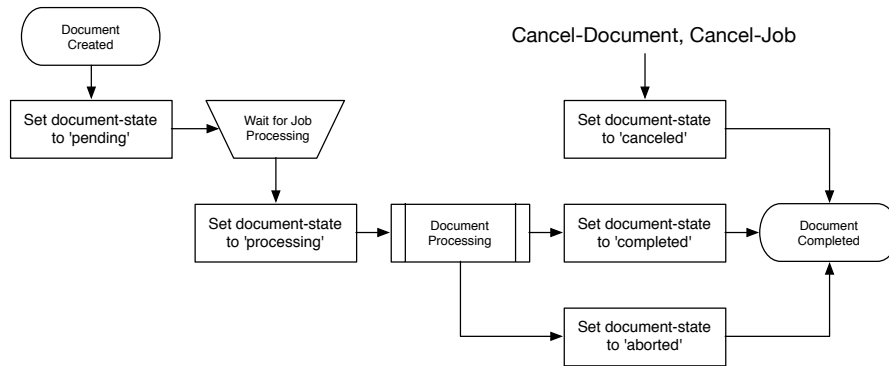 Document
Created
Cancel-Document, Cancel-Job
Set document-state
to 'pending'
Wait for Job
Processing
Set document-state
to 'canceled'
Set document-state
to 'processing'
Document
Processing
Set document-state
to 'completed'
Document
Completed
Set document-state
to 'aborted'